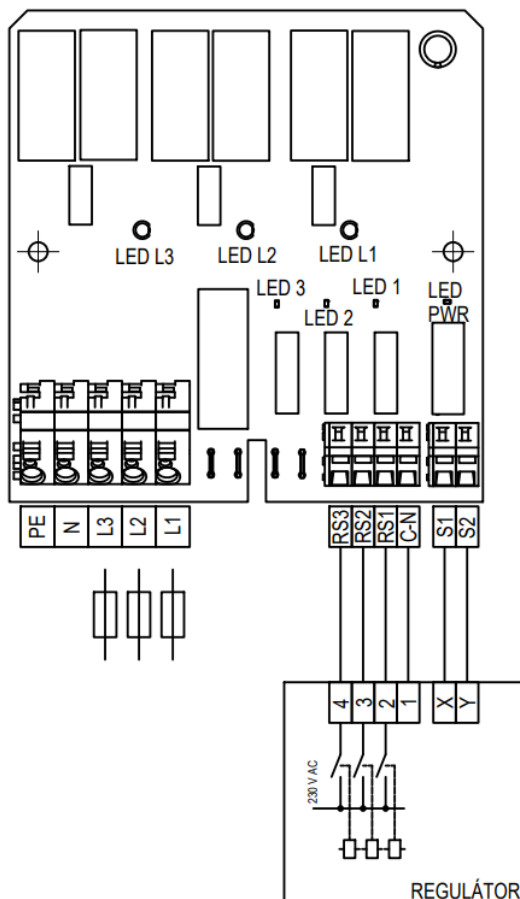 LED L3
LED L2
LED L1
LED 3
LED 2
LED 1
LED
PWR
PE
N
L3
L2
L1
RS3
RS2
RS1
C-N
S1
S2
4
3
2
1
X
Y
230 V AC
REGULÁTOR